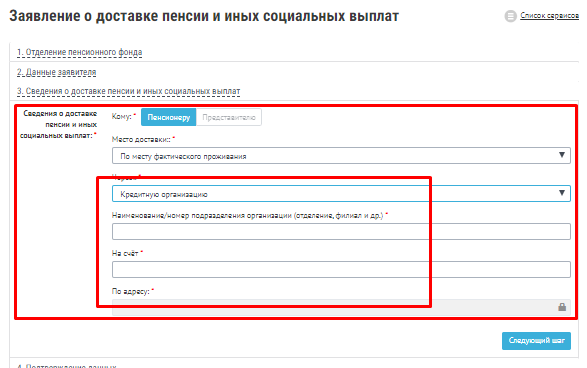 Заявление о доставке пенсии и иных социальных выплат
Список сервисов
1. Отделение пенсионного фонда
2. Данные заявителя
3. Сведения о доставке пенсии и иных социальных выплат
Сведения о доставке
пенсии и иных
социальных выплат: *
Кому: *
Пенсионеру
Представителю
Место доставки:: *
По месту фактического проживания
Кредитную организацию
Наименование/номер подразделения организации (отделение, филиал и др.) *
На счёт *
По адресу: *
Следующий шаг
4. Подтверждение данных